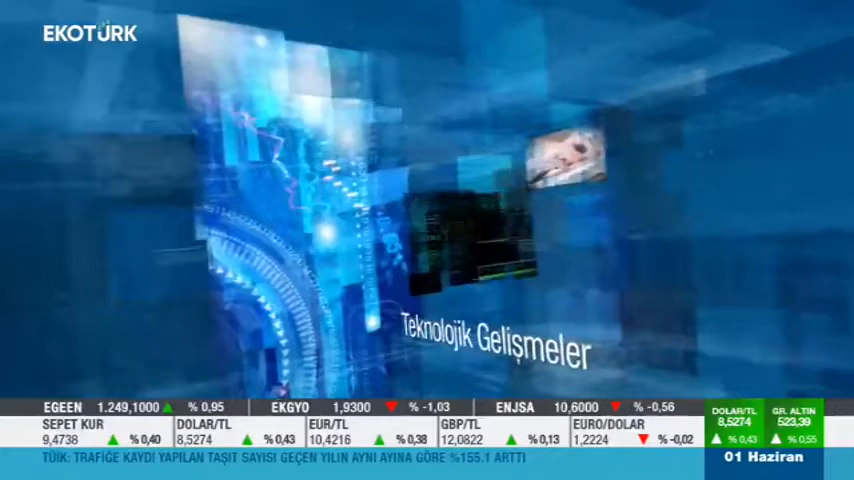 EKOTÜRK
Teknolojik Gelişmeler
EGEEN 1.249,1000 % 0,95 EKGYO 1,9300 % -1,03 ENJSA 10,6000 % -0,56
SEPET KUR DOLAR/TL EUR/TL GBP/TL EURO/DOLAR
9,4738 % 0,40 8,5274 % 0,43 10,4216 % 0,38 12,0822 % 0,13 1,2224 % -0,02
DOLAR/TL GR. ALTIN
8,5274 523,39
% 0,43 % 0,55
TÜİK: TRAFİĞE KAYDI YAPILAN TAŞIT SAYISI GEÇEN YILIN AYNI AYINA GÖRE %155.1 ARTTI
01 Haziran